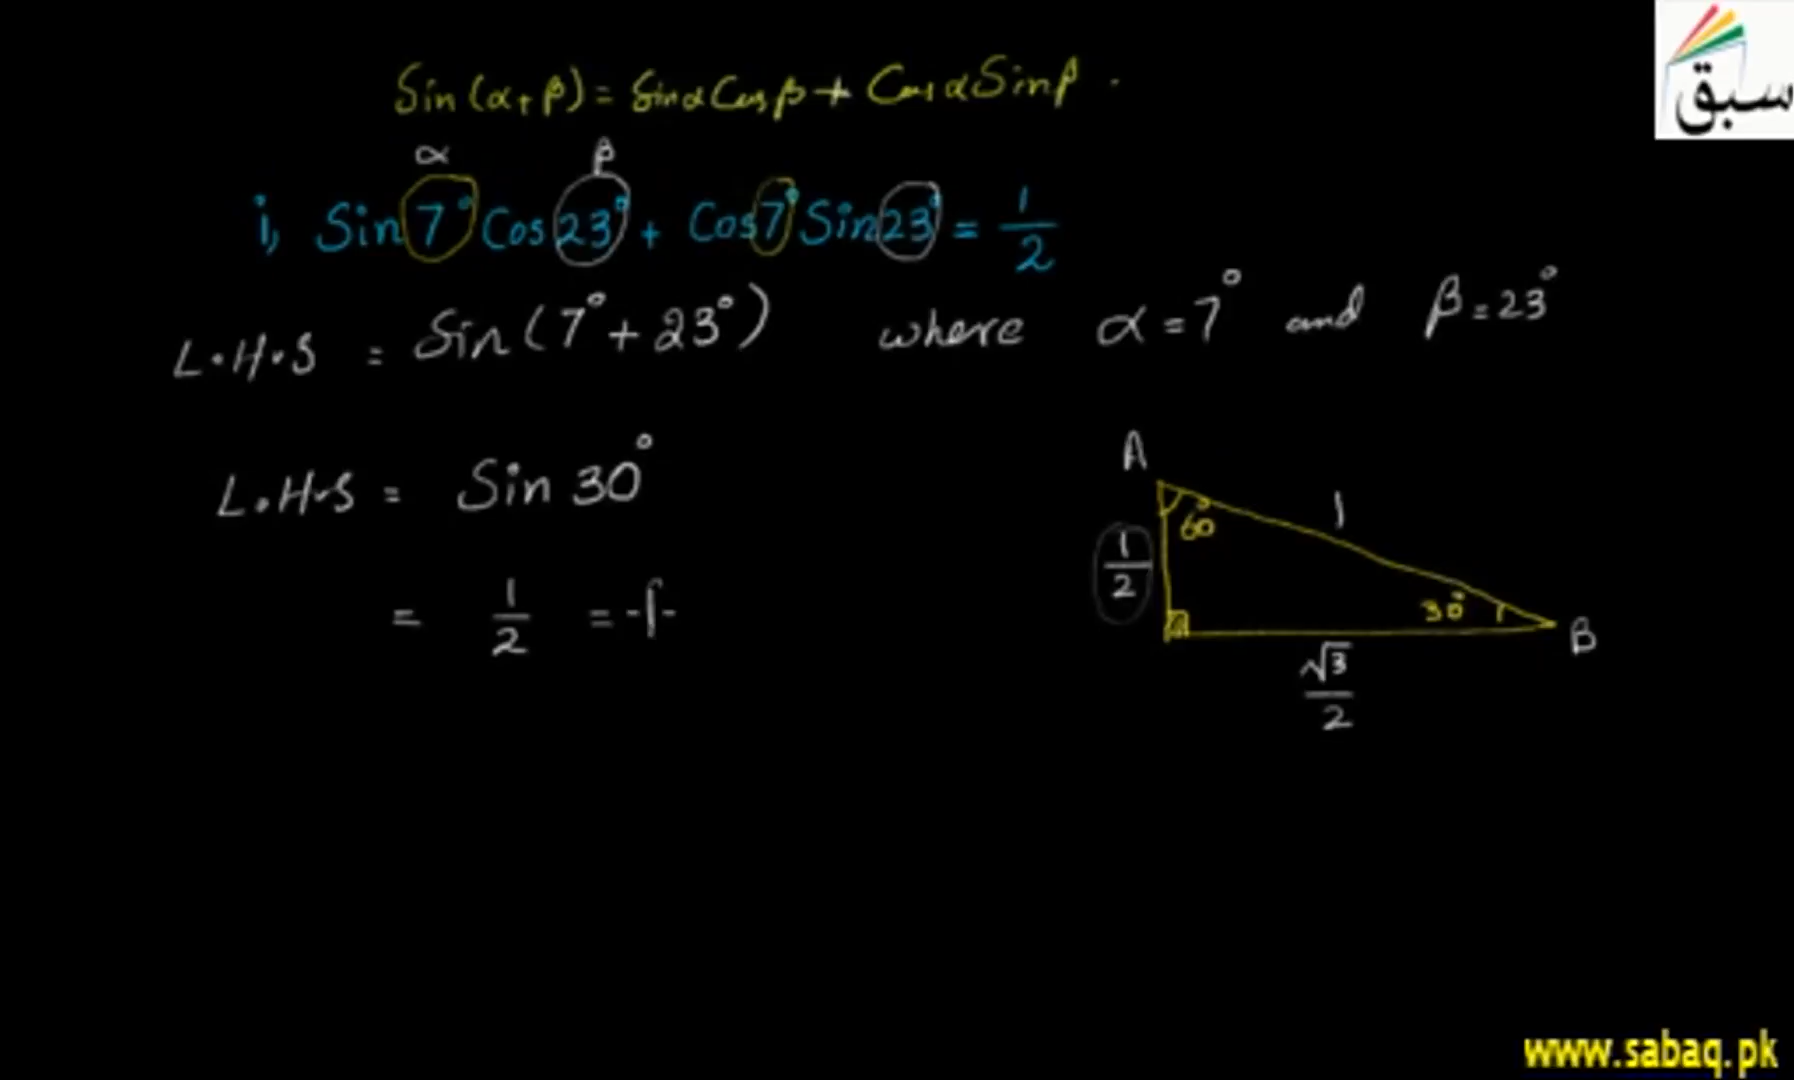 سبق
Sin(α+β) = Sinα Cosβ + Cosα Sinβ .
α β
i, Sin 7° Cos 23° + Cos 7° Sin 23° = 1/2
L.H.S = Sin(7° + 23°) where α = 7° and β = 23°
L.H.S = Sin 30°
= 1/2 =
A
60°
1
1/2
30°
B
√3/2
www.sabaq.pk